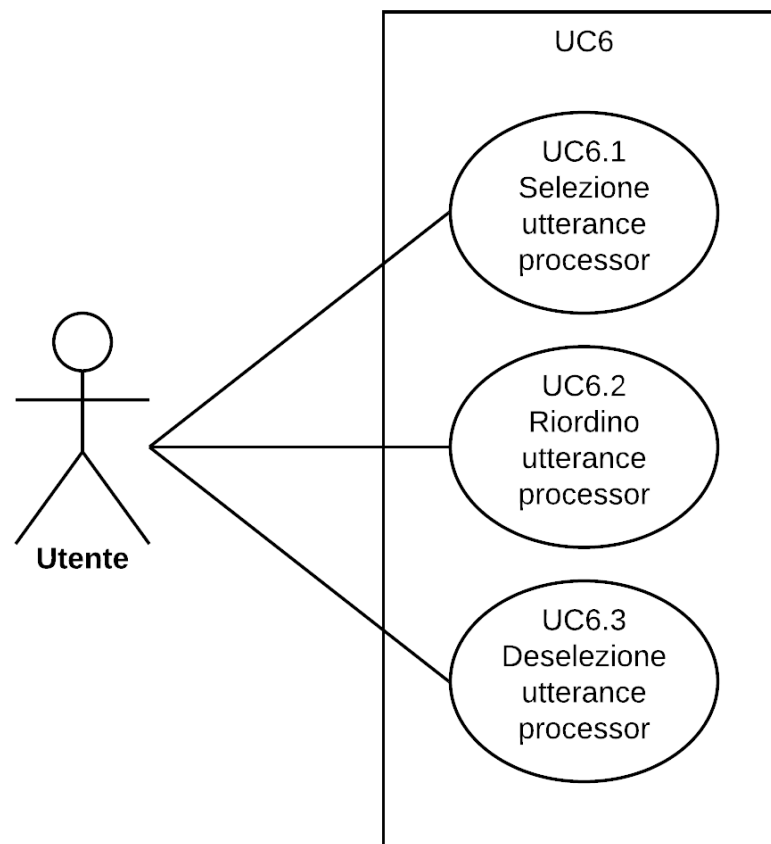 UC6
UC6.1
Selezione
utterance
processor
UC6.2
Riordino
utterance
processor
Utente
UC6.3
Deselezione
utterance
processor